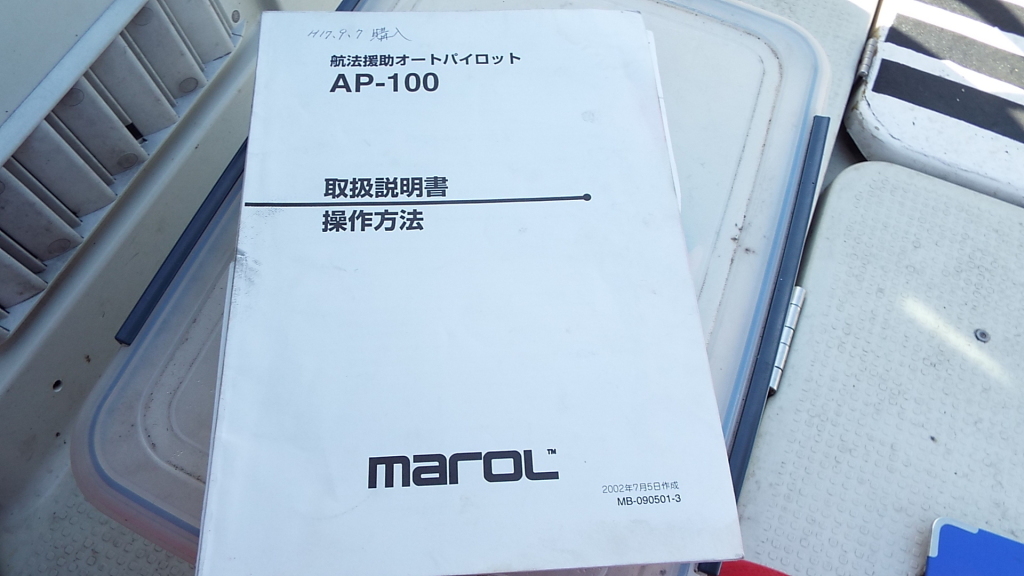 H17.9.7 購入
航法援助オートパイロット
AP-100
取扱説明書
操作方法
marol™
2002年7月5日作成
MB-090501-3